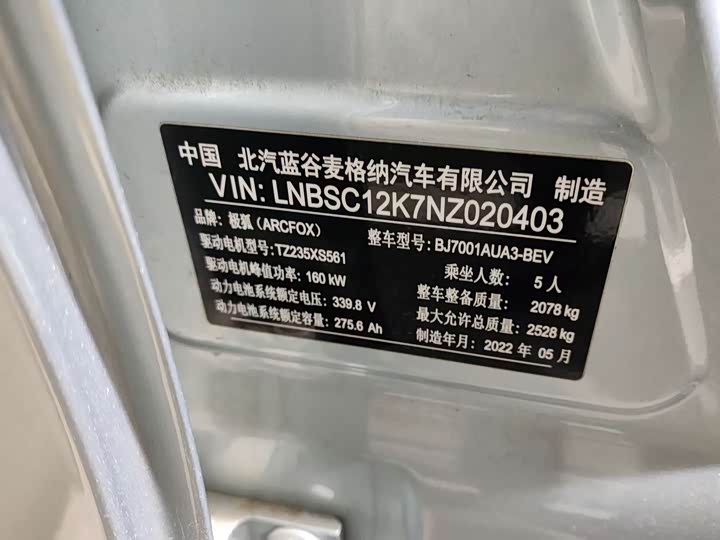 中国 北汽蓝谷麦格纳汽车有限公司 制造
VIN: LNBSC12K7NZ020403
品牌: 极狐 (ARCFOX) 整车型号: BJ7001AUA3-BEV
驱动电机型号: TZ235XS561 乘坐人数: 5 人
驱动电机峰值功率: 160 kW 整车整备质量: 2078 kg
动力电池系统额定电压: 339.8 V 最大允许总质量: 2528 kg
动力电池系统额定容量: 275.6 Ah 制造年月: 2022 年 05 月